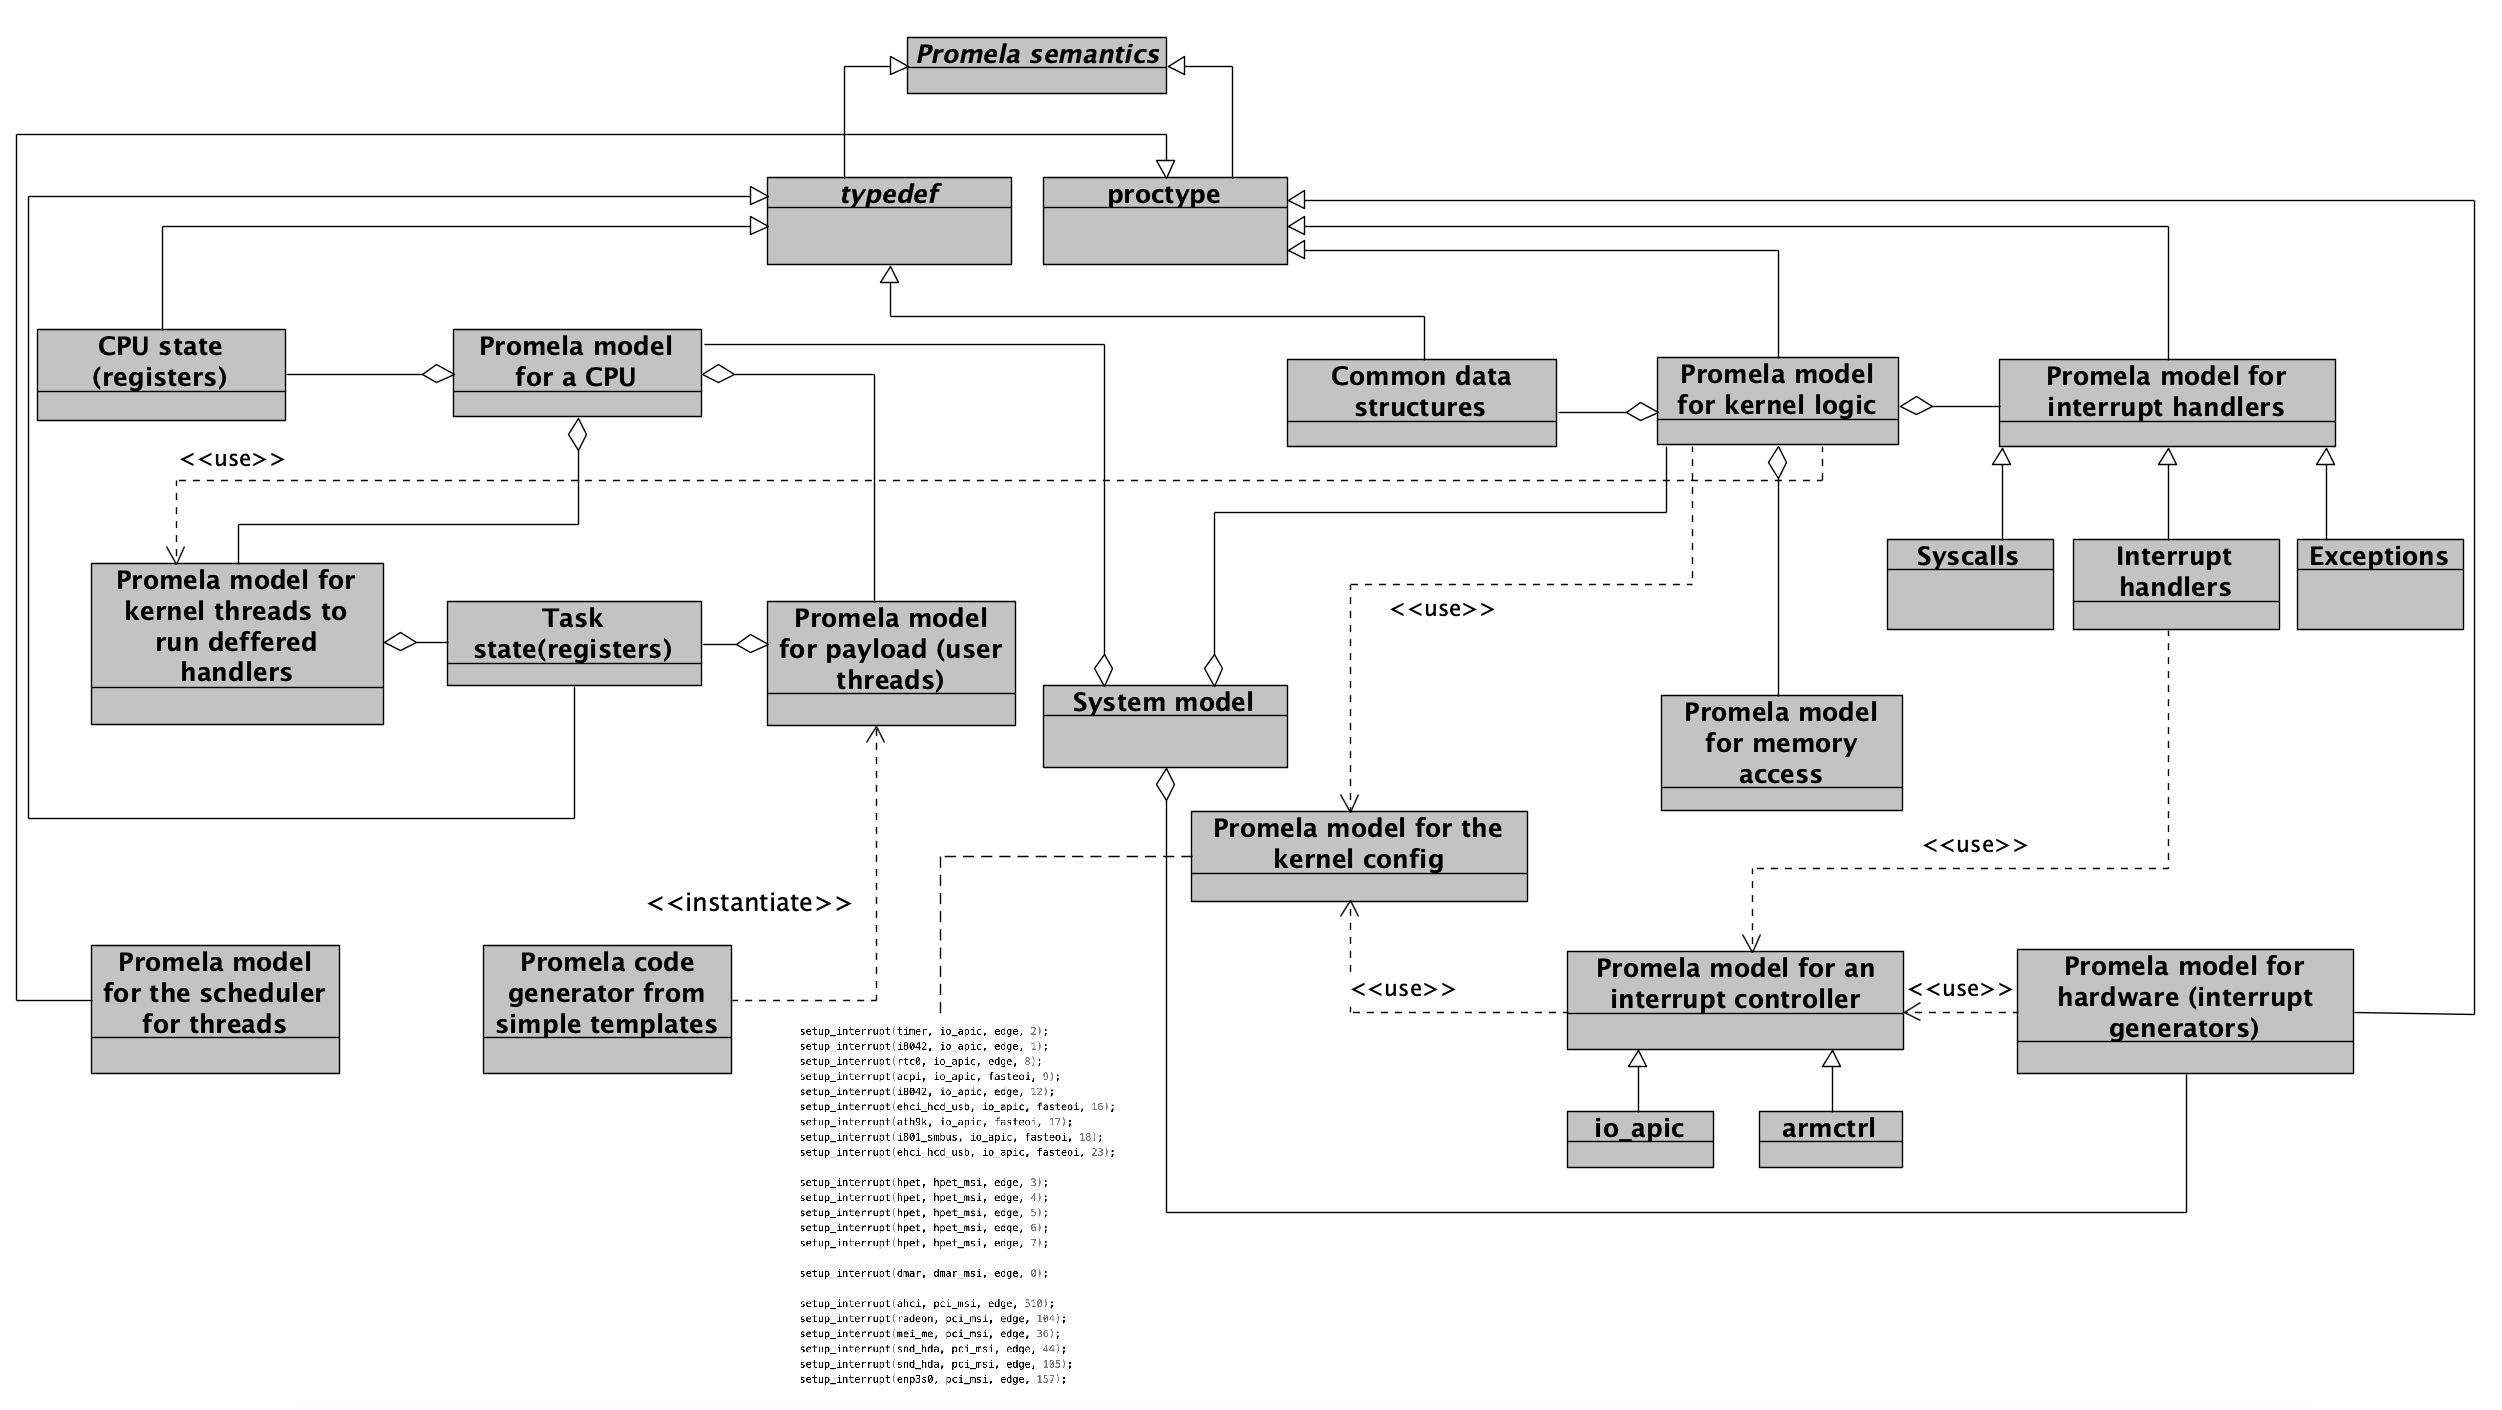 Promela semantics
typedef
proctype
CPU state
(registers)
Promela model
for a CPU
Common data
structures
Promela model
for kernel logic
Promela model for
interrupt handlers
<<use>>
Syscalls
Interrupt
handlers
Exceptions
Promela model for
kernel threads to
run deffered
handlers
Task
state(registers)
Promela model
for payload (user
threads)
<<use>>
System model
Promela model
for memory
access
Promela model for the
kernel config
<<use>>
<<instantiate>>
Promela model
for the scheduler
for threads
Promela code
generator from
simple templates
<<use>>
Promela model for an
interrupt controller
<<use>>
Promela model for
hardware (interrupt
generators)
io_apic
armctrl
setup_interrupt(timer, io_apic, edge, 2);
setup_interrupt(i8042, io_apic, edge, 1);
setup_interrupt(rtc0, io_apic, edge, 8);
setup_interrupt(acpi, io_apic, fasteoi, 9);
setup_interrupt(i8042, io_apic, edge, 12);
setup_interrupt(ehci_hcd_usb, io_apic, fasteoi, 16);
setup_interrupt(ath9k, io_apic, fasteoi, 17);
setup_interrupt(i801_smbus, io_apic, fasteoi, 18);
setup_interrupt(ehci_hcd_usb, io_apic, fasteoi, 23);
setup_interrupt(hpet, hpet_msi, edge, 3);
setup_interrupt(hpet, hpet_msi, edge, 4);
setup_interrupt(hpet, hpet_msi, edge, 5);
setup_interrupt(hpet, hpet_msi, edge, 6);
setup_interrupt(hpet, hpet_msi, edge, 7);
setup_interrupt(dmar, dmar_msi, edge, 0);
setup_interrupt(ahci, pci_msi, edge, 510);
setup_interrupt(radeon, pci_msi, edge, 104);
setup_interrupt(mei_me, pci_msi, edge, 36);
setup_interrupt(snd_hda, pci_msi, edge, 44);
setup_interrupt(snd_hda, pci_msi, edge, 105);
setup_interrupt(enp3s0, pci_msi, edge, 157);